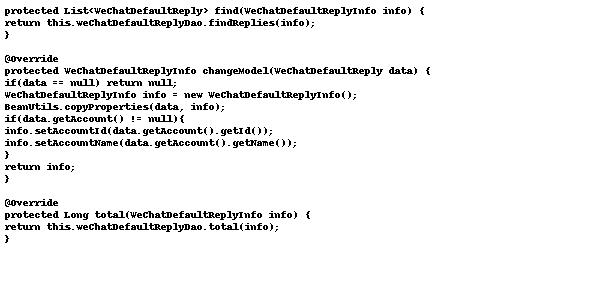 protected List<WeChatDefaultReply> find(WeChatDefaultReplyInfo info) {
return this.weChatDefaultReplyDao.findReplies(info);
}
@Override
protected WeChatDefaultReplyInfo changeModel(WeChatDefaultReply data) {
if(data == null) return null;
WeChatDefaultReplyInfo info = new WeChatDefaultReplyInfo();
BeanUtils.copyProperties(data, info);
if(data.getAccount() != null){
info.setAccountId(data.getAccount().getId());
info.setAccountName(data.getAccount().getName());
}
return info;
}
@Override
protected Long total(WeChatDefaultReplyInfo info) {
return this.weChatDefaultReplyDao.total(info);
}